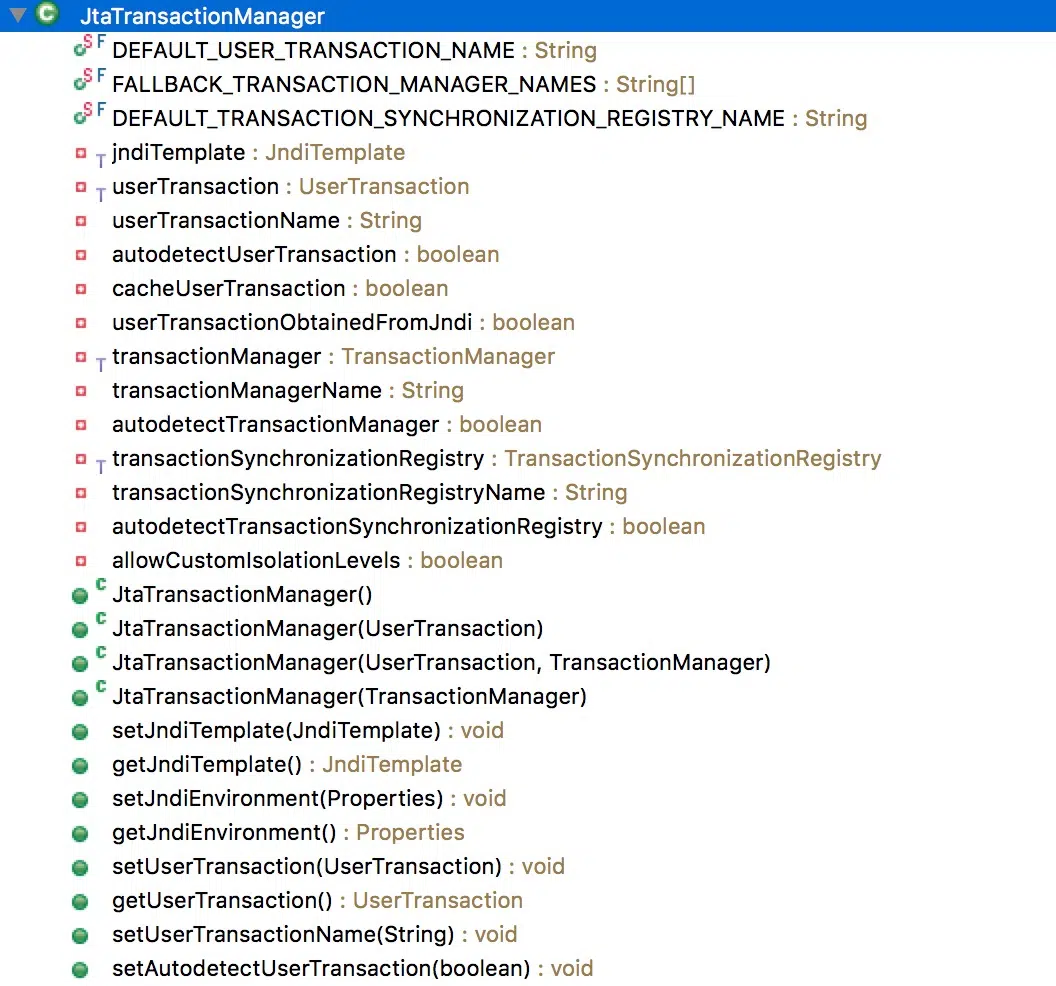 C JtaTransactionManager
S F DEFAULT_USER_TRANSACTION_NAME : String
S F FALLBACK_TRANSACTION_MANAGER_NAMES : String[]
S F DEFAULT_TRANSACTION_SYNCHRONIZATION_REGISTRY_NAME : String
T jndiTemplate : JndiTemplate
T userTransaction : UserTransaction
userTransactionName : String
autodetectUserTransaction : boolean
cacheUserTransaction : boolean
userTransactionObtainedFromJndi : boolean
T transactionManager : TransactionManager
transactionManagerName : String
autodetectTransactionManager : boolean
T transactionSynchronizationRegistry : TransactionSynchronizationRegistry
transactionSynchronizationRegistryName : String
autodetectTransactionSynchronizationRegistry : boolean
allowCustomIsolationLevels : boolean
C JtaTransactionManager()
C JtaTransactionManager(UserTransaction)
C JtaTransactionManager(UserTransaction, TransactionManager)
C JtaTransactionManager(TransactionManager)
setJndiTemplate(JndiTemplate) : void
getJndiTemplate() : JndiTemplate
setJndiEnvironment(Properties) : void
getJndiEnvironment() : Properties
setUserTransaction(UserTransaction) : void
getUserTransaction() : UserTransaction
setUserTransactionName(String) : void
setAutodetectUserTransaction(boolean) : void